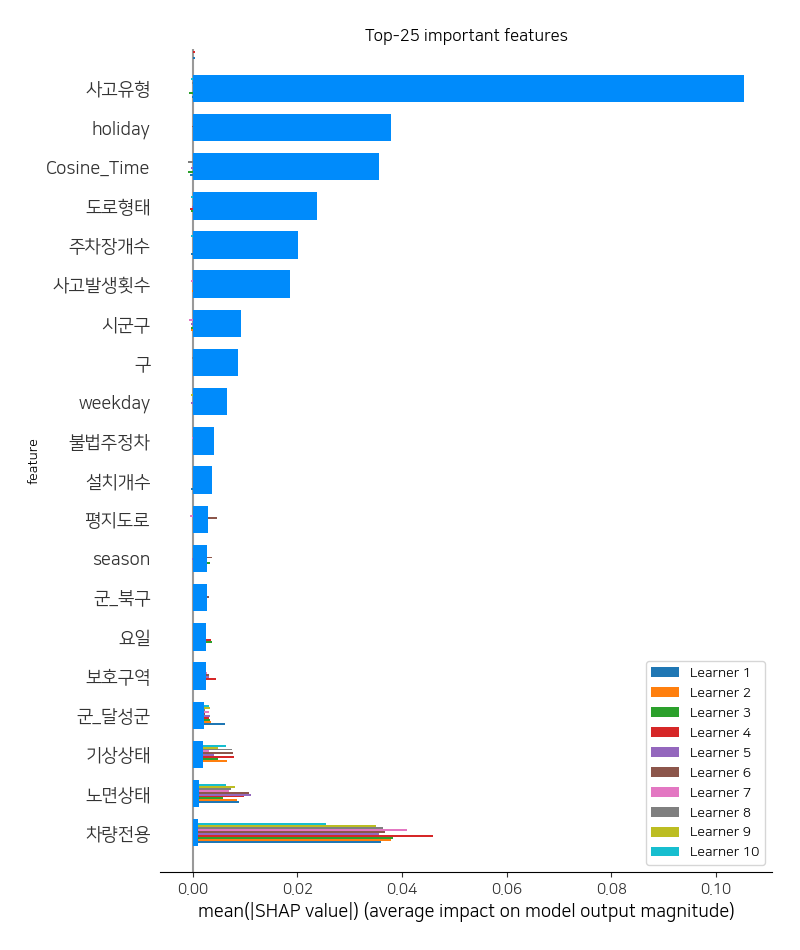 Top-25 important features
사고유형
holiday
Cosine_Time
도로형태
주차장개수
사고발생횟수
시군구
구
weekday
불법주정차
설치개수
평지도로
season
군_북구
요일
보호구역
군_달성군
기상상태
노면상태
차량전용
feature
Learner 1
Learner 2
Learner 3
Learner 4
Learner 5
Learner 6
Learner 7
Learner 8
Learner 9
Learner 10
0.00 0.02 0.04 0.06 0.08 0.10
mean(|SHAP value|) (average impact on model output magnitude)